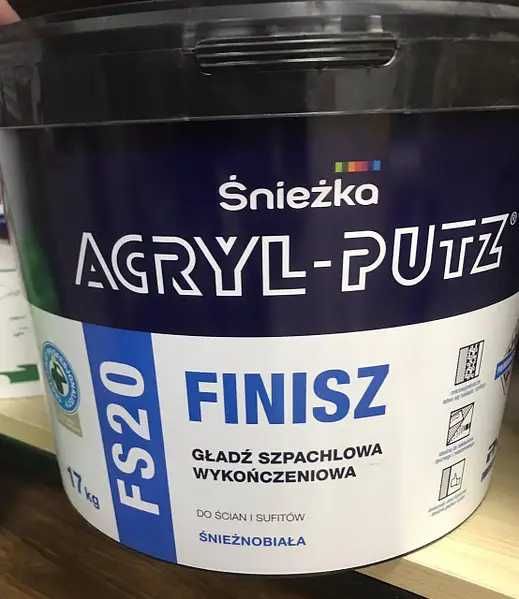 Śnieżka
ACRYL-PUTZ®
FS20
17 kg
FINISZ
GŁADŹ SZPACHLOWA
WYKOŃCZENIOWA
DO ŚCIAN I SUFITÓW
ŚNIEŻNOBIAŁA